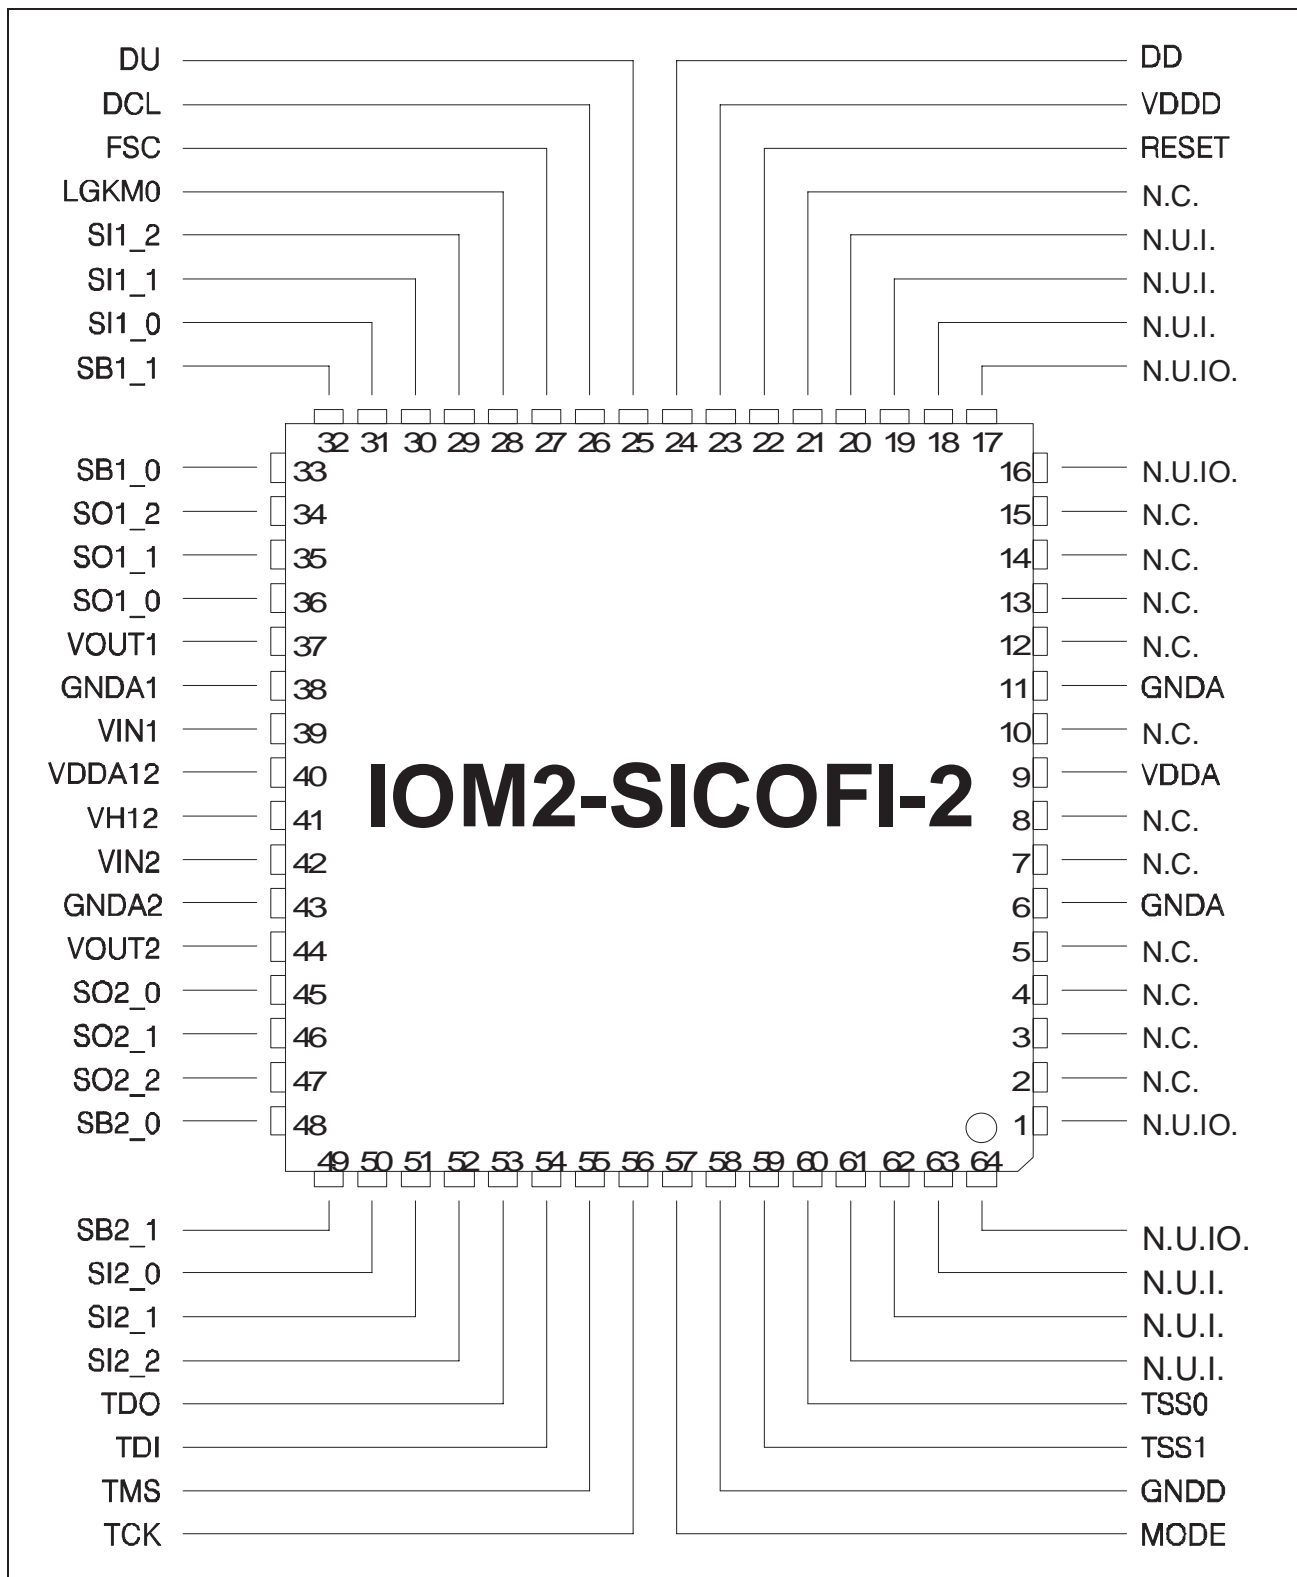 DU DD
DCL VDDD
FSC RESET
LGKM0 N.C.
SI1_2 N.U.I.
SI1_1 N.U.I.
SI1_0 N.U.I.
SB1_1 N.U.IO.
32 31 30 29 28 27 26 25 24 23 22 21 20 19 18 17
SB1_0 33 16 N.U.IO.
SO1_2 34 15 N.C.
SO1_1 35 14 N.C.
SO1_0 36 13 N.C.
VOUT1 37 12 N.C.
GNDA1 38 11 GNDA
VIN1 39 10 N.C.
VDDA12 40 IOM2-SICOFI-2 9 VDDA
VH12 41 8 N.C.
VIN2 42 7 N.C.
GNDA2 43 6 GNDA
VOUT2 44 5 N.C.
SO2_0 45 4 N.C.
SO2_1 46 3 N.C.
SO2_2 47 2 N.C.
SB2_0 48 1 N.U.IO.
49 50 51 52 53 54 55 56 57 58 59 60 61 62 63 64
SB2_1 N.U.IO.
SI2_0 N.U.I.
SI2_1 N.U.I.
SI2_2 N.U.I.
TDO TSS0
TDI TSS1
TMS GNDD
TCK MODE